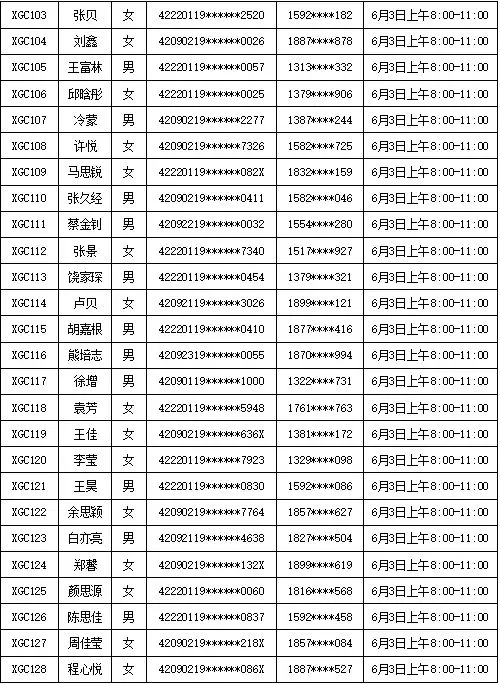 XGC103 张贝 女 42220119******2520 1592****182 6月3日上午8:00-11:00
XGC104 刘鑫 女 42090219******0026 1887****878 6月3日上午8:00-11:00
XGC105 王富林 男 42220119******0057 1313****332 6月3日上午8:00-11:00
XGC106 邱晗彤 女 42220119******0025 1379****906 6月3日上午8:00-11:00
XGC107 冷蒙 男 42090219******2277 1387****244 6月3日上午8:00-11:00
XGC108 许悦 女 42090219******7326 1582****725 6月3日上午8:00-11:00
XGC109 马思锐 女 42220119******082X 1832****159 6月3日上午8:00-11:00
XGC110 张久经 男 42090219******0411 1582****046 6月3日上午8:00-11:00
XGC111 蔡金钊 男 42092219******0032 1554****280 6月3日上午8:00-11:00
XGC112 张景 女 42220119******7340 1517****927 6月3日上午8:00-11:00
XGC113 饶家琛 男 42220119******0454 1379****321 6月3日上午8:00-11:00
XGC114 卢贝 女 42092119******3026 1899****121 6月3日上午8:00-11:00
XGC115 胡嘉根 男 42220119******0410 1877****416 6月3日上午8:00-11:00
XGC116 熊培志 男 42092319******0055 1870****994 6月3日上午8:00-11:00
XGC117 徐增 男 42090119******1000 1322****731 6月3日上午8:00-11:00
XGC118 袁芳 女 42220119******5948 1761****763 6月3日上午8:00-11:00
XGC119 王佳 女 42090219******636X 1381****172 6月3日上午8:00-11:00
XGC120 李莹 女 42220119******7923 1329****098 6月3日上午8:00-11:00
XGC121 王昊 男 42220119******0830 1592****086 6月3日上午8:00-11:00
XGC122 余思颖 女 42090219******7764 1857****627 6月3日上午8:00-11:00
XGC123 白亦亮 男 42092119******4638 1827****504 6月3日上午8:00-11:00
XGC124 郑馨 女 42090219******132X 1899****619 6月3日上午8:00-11:00
XGC125 颜思源 女 42220119******0060 1816****568 6月3日上午8:00-11:00
XGC126 陈思佳 男 42220119******0837 1592****458 6月3日上午8:00-11:00
XGC127 周佳莹 女 42090219******218X 1857****084 6月3日上午8:00-11:00
XGC128 程心悦 女 42090219******086X 1887****527 6月3日上午8:00-11:00